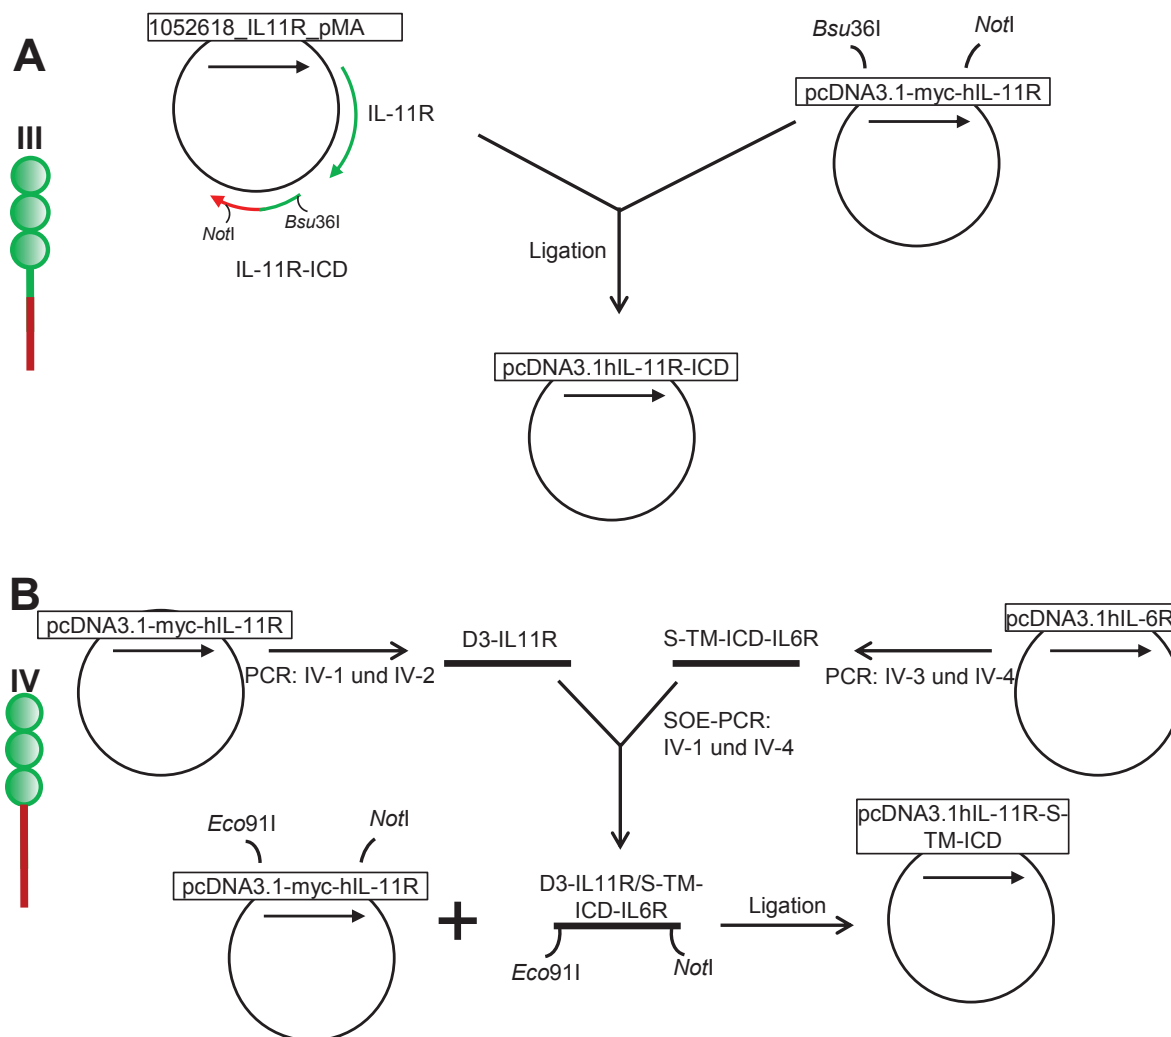 A
III
1052618_IL11R_pMA
IL-11R
Bsu36I
NotI
IL-11R-ICD
Bsu36I
NotI
pcDNA3.1-myc-hIL-11R
Ligation
pcDNA3.1hIL-11R-ICD
B
IV
pcDNA3.1-myc-hIL-11R
PCR: IV-1 und IV-2
D3-IL11R
S-TM-ICD-IL6R
PCR: IV-3 und IV-4
pcDNA3.1hIL-6R
SOE-PCR:
IV-1 und IV-4
Eco91I
NotI
pcDNA3.1-myc-hIL-11R
+
D3-IL11R/S-TM-
ICD-IL6R
Eco91I
NotI
Ligation
pcDNA3.1hIL-11R-S-
TM-ICD